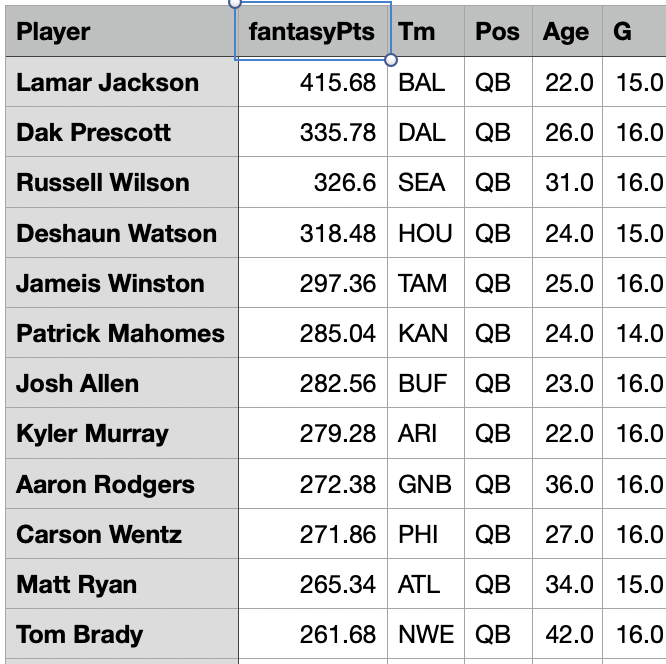 Player fantasyPts Tm Pos Age G
Lamar Jackson 415.68 BAL QB 22.0 15.0
Dak Prescott 335.78 DAL QB 26.0 16.0
Russell Wilson 326.6 SEA QB 31.0 16.0
Deshaun Watson 318.48 HOU QB 24.0 15.0
Jameis Winston 297.36 TAM QB 25.0 16.0
Patrick Mahomes 285.04 KAN QB 24.0 14.0
Josh Allen 282.56 BUF QB 23.0 16.0
Kyler Murray 279.28 ARI QB 22.0 16.0
Aaron Rodgers 272.38 GNB QB 36.0 16.0
Carson Wentz 271.86 PHI QB 27.0 16.0
Matt Ryan 265.34 ATL QB 34.0 15.0
Tom Brady 261.68 NWE QB 42.0 16.0